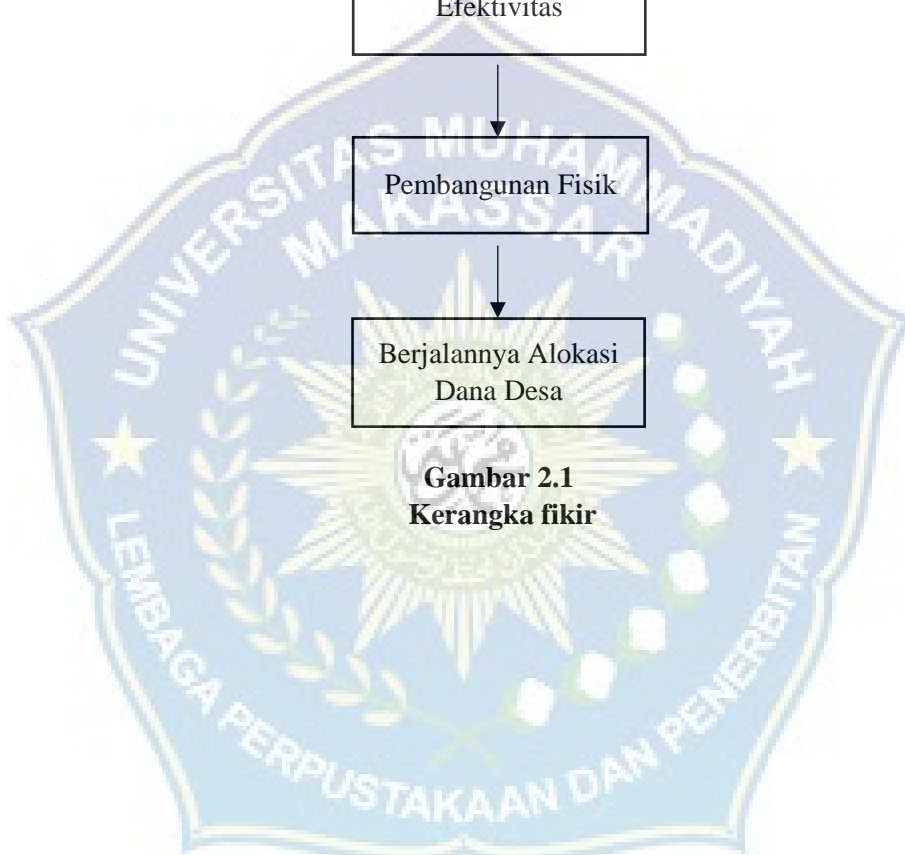 Efektivitas
Pembangunan Fisik
Berjalannya Alokasi
Dana Desa
Gambar 2.1
Kerangka fikir
UNIVERSITAS MUHAMMADIYAH
MAKASSAR
LEMBAGA PERPUSTAKAAN DAN PENERBITAN